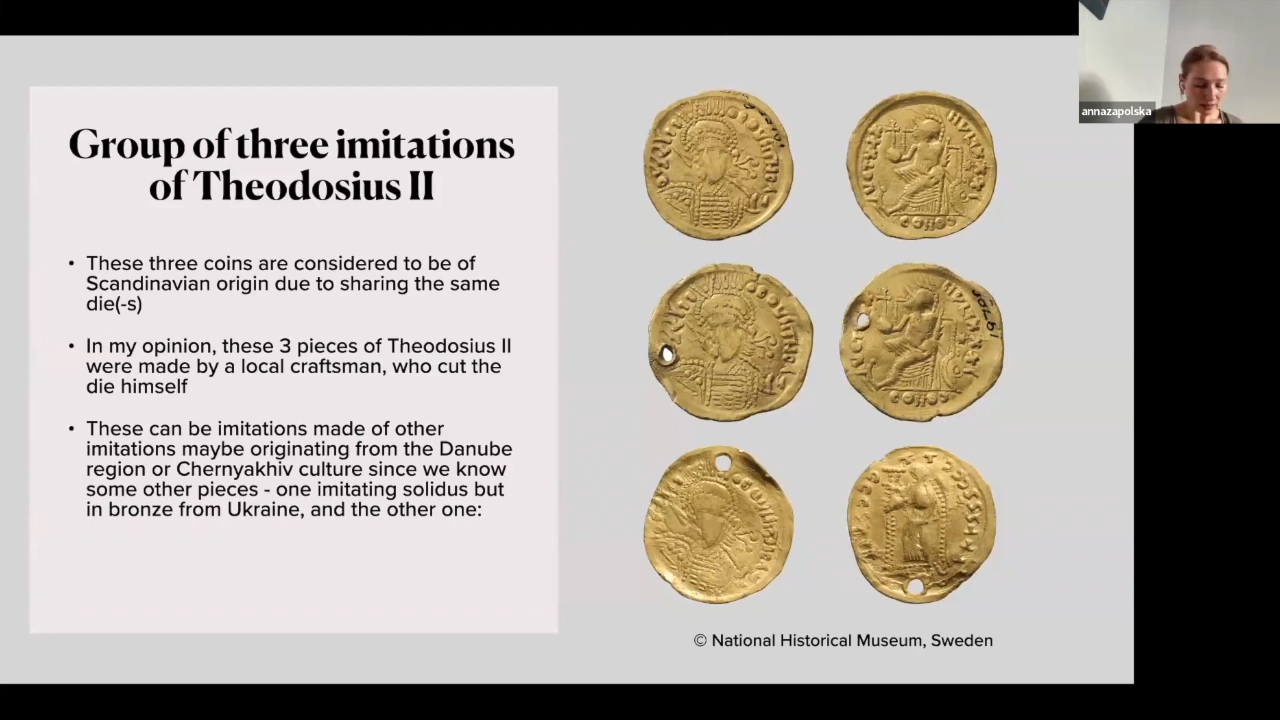 annazapolska
Group of three imitations
of Theodosius II
• These three coins are considered to be of
Scandinavian origin due to sharing the same
die(-s)
• In my opinion, these 3 pieces of Theodosius II
were made by a local craftsman, who cut the
die himself
• These can be imitations made of other
imitations maybe originating from the Danube
region or Chernyakhiv culture since we know
some other pieces - one imitating solidus but
in bronze from Ukraine, and the other one:
© National Historical Museum, Sweden